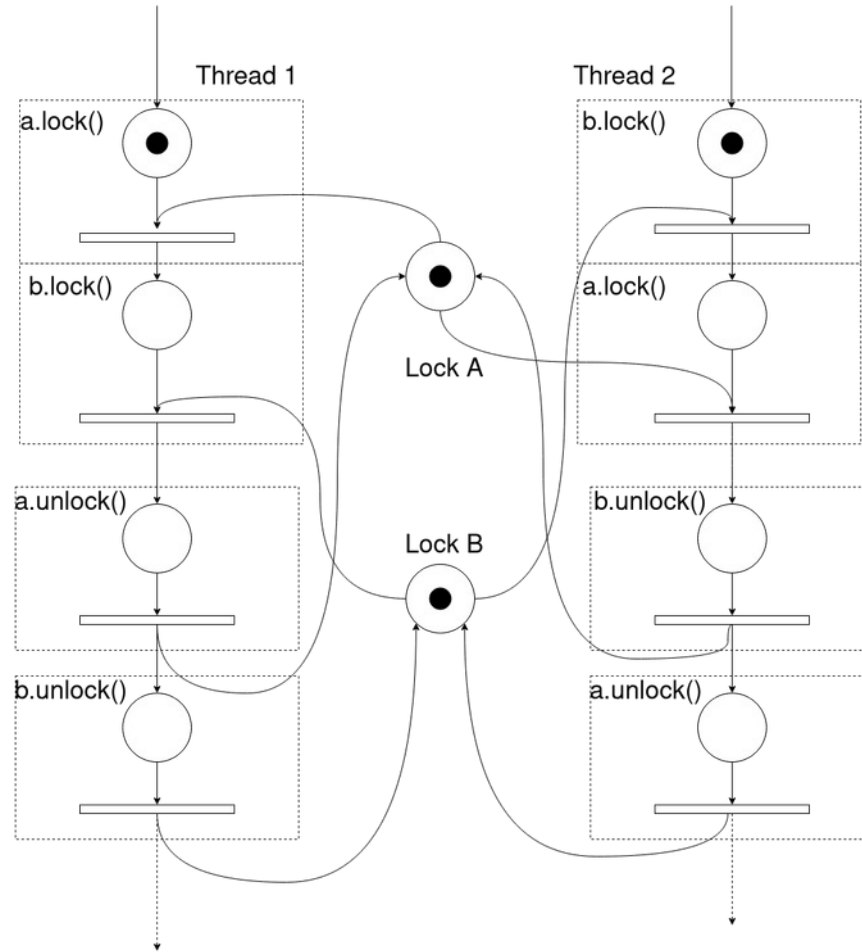 Thread 1
Thread 2
a.lock()
b.lock()
b.lock()
a.lock()
Lock A
a.unlock()
b.unlock()
Lock B
b.unlock()
a.unlock()